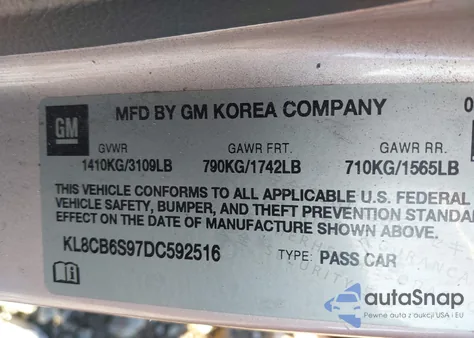 GM
MFD BY GM KOREA COMPANY
GVWR GAWR FRT. GAWR RR.
1410KG/3109LB 790KG/1742LB 710KG/1565LB
THIS VEHICLE CONFORMS TO ALL APPLICABLE U.S. FEDERAL
VEHICLE SAFETY, BUMPER, AND THEFT PREVENTION STANDA
EFFECT ON THE DATE OF MANUFACTURE SHOWN ABOVE.
KL8CB6S97DC592516 TYPE: PASS CAR
autoSnap
Pewne auto z aukcji USA i EU